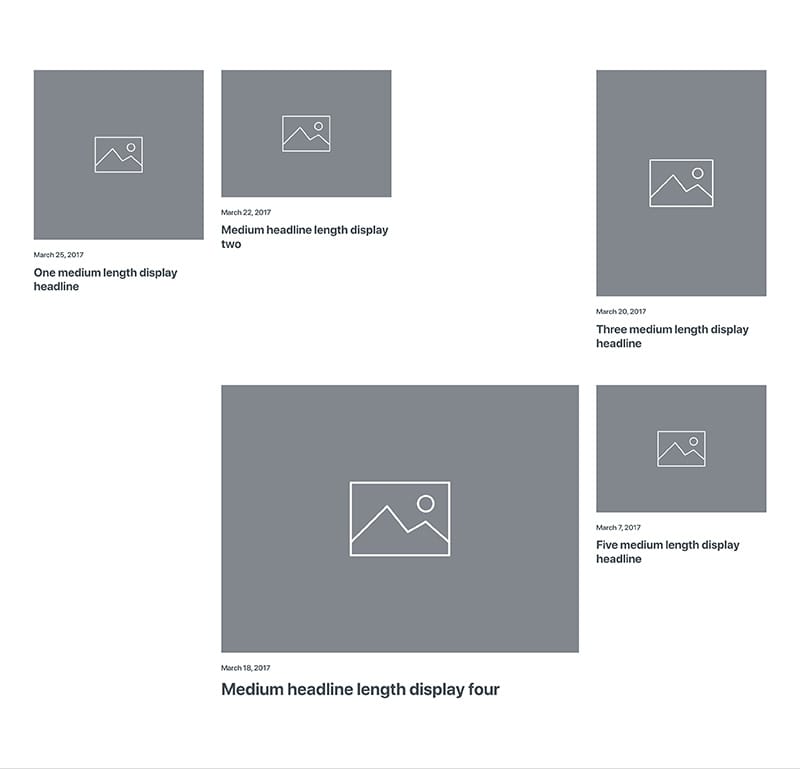 March 25, 2017
One medium length display
headline
March 22, 2017
Medium headline length display
two
March 20, 2017
Three medium length display
headline
March 18, 2017
Medium headline length display four
March 7, 2017
Five medium length display
headline